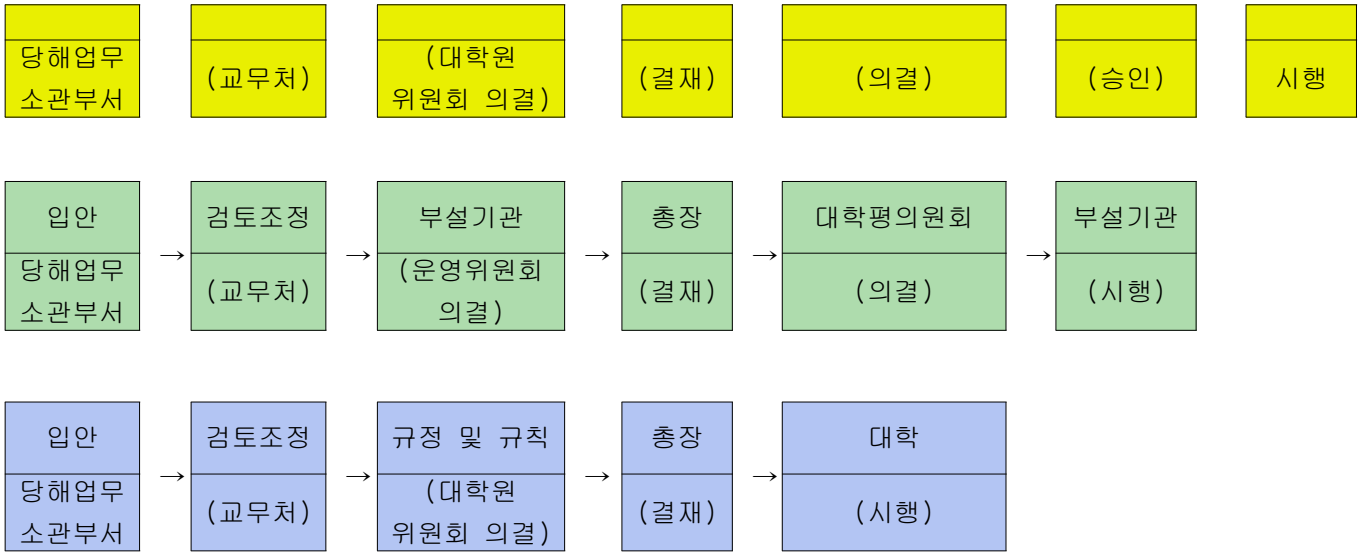 당해업무
소관부서
(교무처)
(대학원
위원회 의결)
(결재)
(의결)
(승인)
시행
입안
당해업무
소관부서
→
검토조정
(교무처)
→
부설기관
(운영위원회
의결)
→
총장
(결재)
→
대학평의원회
(의결)
→
부설기관
(시행)
입안
당해업무
소관부서
→
검토조정
(교무처)
→
규정 및 규칙
(대학원
위원회 의결)
→
총장
(결재)
→
대학
(시행)